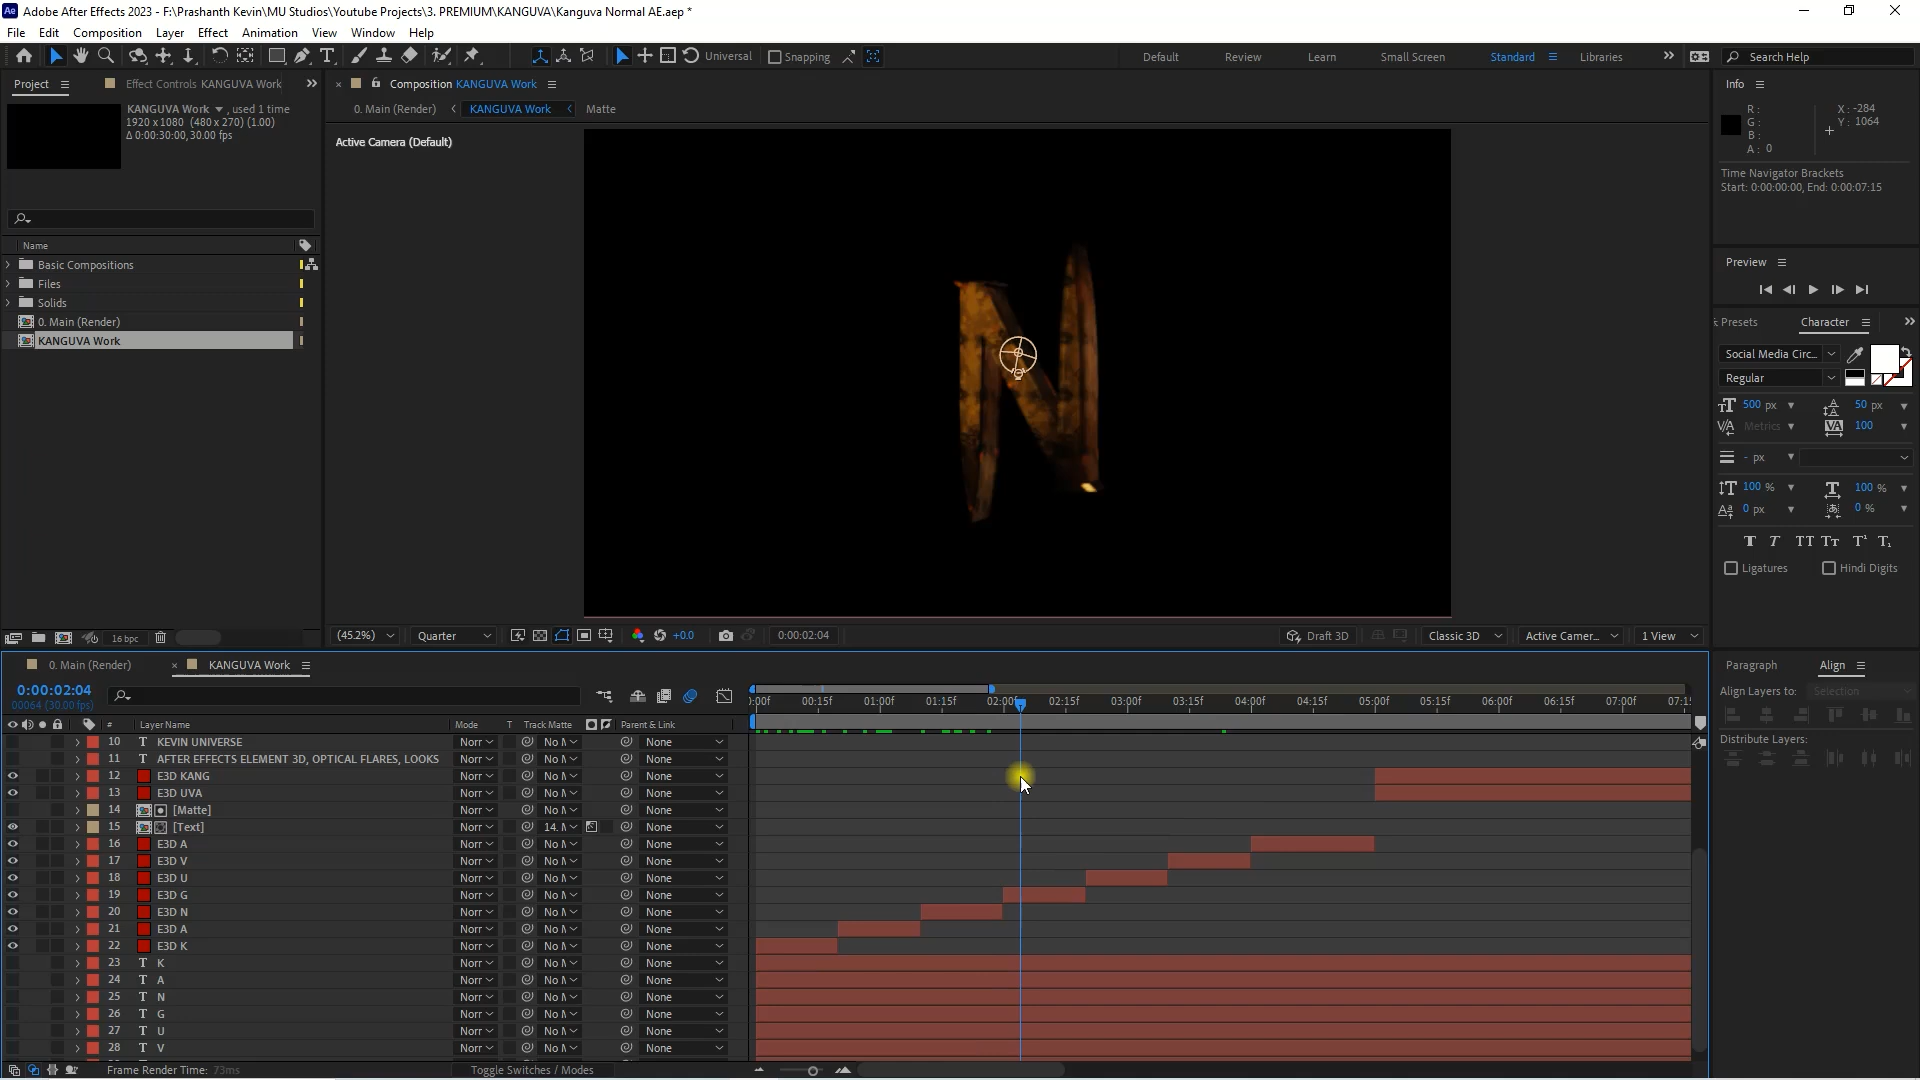 Adobe After Effects 2023 - F:\Prashanth Kevin\MU Studios\Youtube Projects\3. PREMIUM\KANGUVA\Kanguva Normal AE.aep *
File Edit Composition Layer Effect Animation View Window Help
Universal Snapping Default Review Learn Small Screen Standard Libraries Search Help
Project Effect Controls KANGUVA Work
KANGUVA Work , used 1 time
1920 x 1080 (480 x 270) (1.00)
Δ 0:00:30:00, 30.00 fps
Name
Basic Compositions
Files
Solids
0. Main (Render)
KANGUVA Work
16 bpc
Composition KANGUVA Work
0. Main (Render) KANGUVA Work Matte
Active Camera (Default)
N
(45.2%) Quarter +0.0 0:00:02:04 Draft 3D Classic 3D Active Camer... 1 View
Info
R:
G:
B:
A: 0
X: -284
Y: 1064
Time Navigator Brackets
Start: 0:00:00:00, End: 0:00:07:15
Preview
Presets Character
Social Media Circ...
Regular
500 px 50 px
Metrics 100
- px
100 % 100 %
0 px 0 %
Ligatures Hindi Digits
Paragraph Align
Align Layers to: Selection
Distribute Layers:
0. Main (Render) KANGUVA Work
0:00:02:04
00064 (30.00 fps)
00f 00:15f 01:00f 01:15f 02:00f 02:15f 03:00f 03:15f 04:00f 04:15f 05:00f 05:15f 06:00f 06:15f 07:00f 07:1
# Layer Name Mode T Track Matte Parent & Link
10 T KEVIN UNIVERSE Norr No M None
11 T AFTER EFFECTS ELEMENT 3D, OPTICAL FLARES, LOOKS Norr No M None
12 E3D KANG Norr No M None
13 E3D UVA Norr No M None
14 [Matte] Norr No M None
15 [Text] Norr 14. M None
16 E3D A Norr No M None
17 E3D V Norr No M None
18 E3D U Norr No M None
19 E3D G Norr No M None
20 E3D N Norr No M None
21 E3D A Norr No M None
22 E3D K Norr No M None
23 T K Norr No M None
24 T A Norr No M None
25 T N Norr No M None
26 T G Norr No M None
27 T U Norr No M None
28 T V Norr No M None
Frame Render Time: 73ms Toggle Switches / Modes